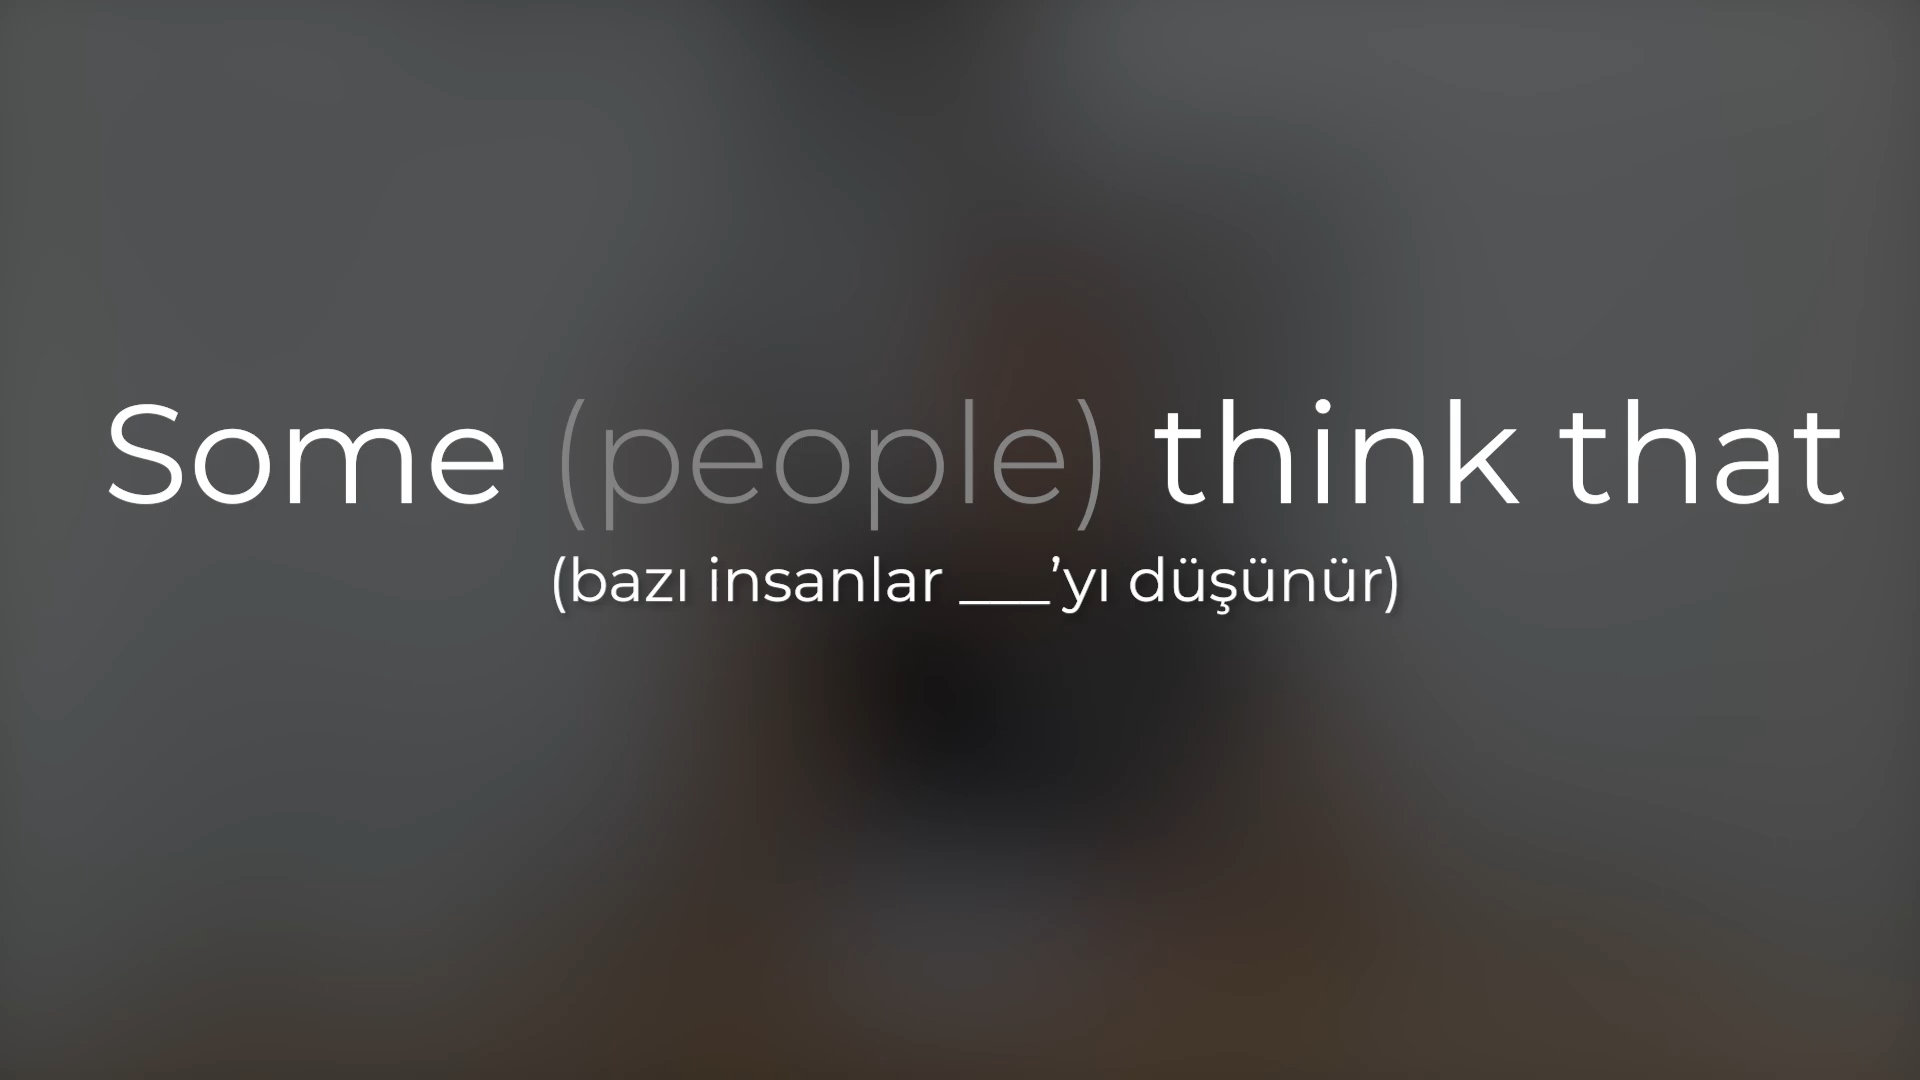 Some (people) think that
(bazı insanlar ___’yı düşünür)